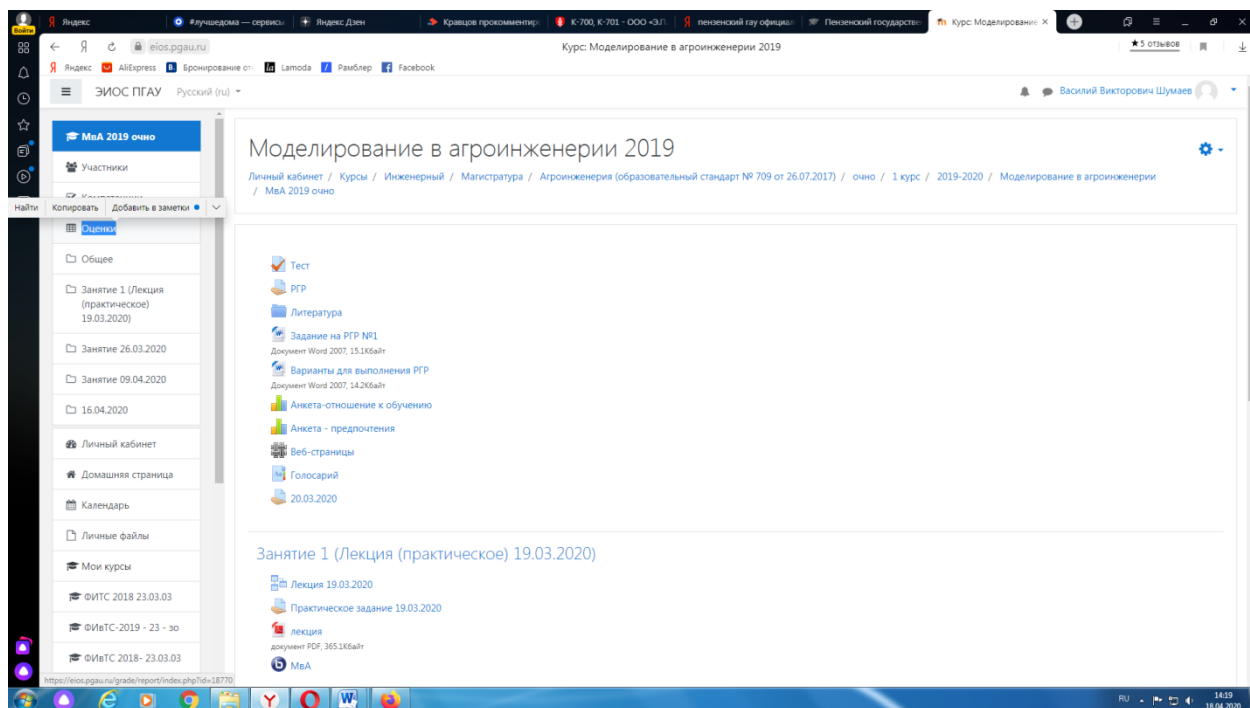 Войти
Яндекс
#лучшедома — сервисы
Яндекс.Дзен
Кравцов прокомментир
К-700, К-701 - ООО «ЗЛ
пензенский гау официал
Пензенский государстве
Курс: Моделирование
eios.pgau.ru
Курс: Моделирование в агроинженерии 2019
★5 отзывов
Яндекс AliExpress Бронирование от Lamoda Рамблер Facebook
ЭИОС ПГАУ Русский (ru)
Василий Викторович Шумаев
МвА 2019 очно
Участники
Найти Копировать Добавить в заметки
Оценки
Общее
Занятие 1 (Лекция
(практическое)
19.03.2020)
Занятие 26.03.2020
Занятие 09.04.2020
16.04.2020
Личный кабинет
Домашняя страница
Календарь
Личные файлы
Мои курсы
ФИТС 2018 23.03.03
ФИвТС-2019 - 23 - зо
ФИвТС 2018- 23.03.03
https://eios.pgau.ru/grade/report/index.php?id=18770
Моделирование в агроинженерии 2019
Личный кабинет / Курсы / Инженерный / Магистратура / Агроинженерия (образовательный стандарт № 709 от 26.07.2017) / очно / 1 курс / 2019-2020 / Моделирование в агроинженерии
/ МвА 2019 очно
Тест
РГР
Литература
Задание на РГР №1
Документ Word 2007, 15.1Кбайт
Варианты для выполнения РГР
Документ Word 2007, 14.2Кбайт
Анкета-отношение к обучению
Анкета - предпочтения
Веб-страницы
Голосарий
20.03.2020
Занятие 1 (Лекция (практическое) 19.03.2020)
Лекция 19.03.2020
Практическое задание 19.03.2020
лекция
документ PDF, 365.1Кбайт
МвА
RU
14:19
18.04.2020